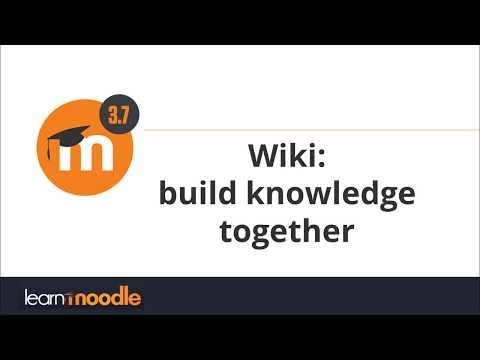 3.7
m
Wiki:
build knowledge
together
learn moodle